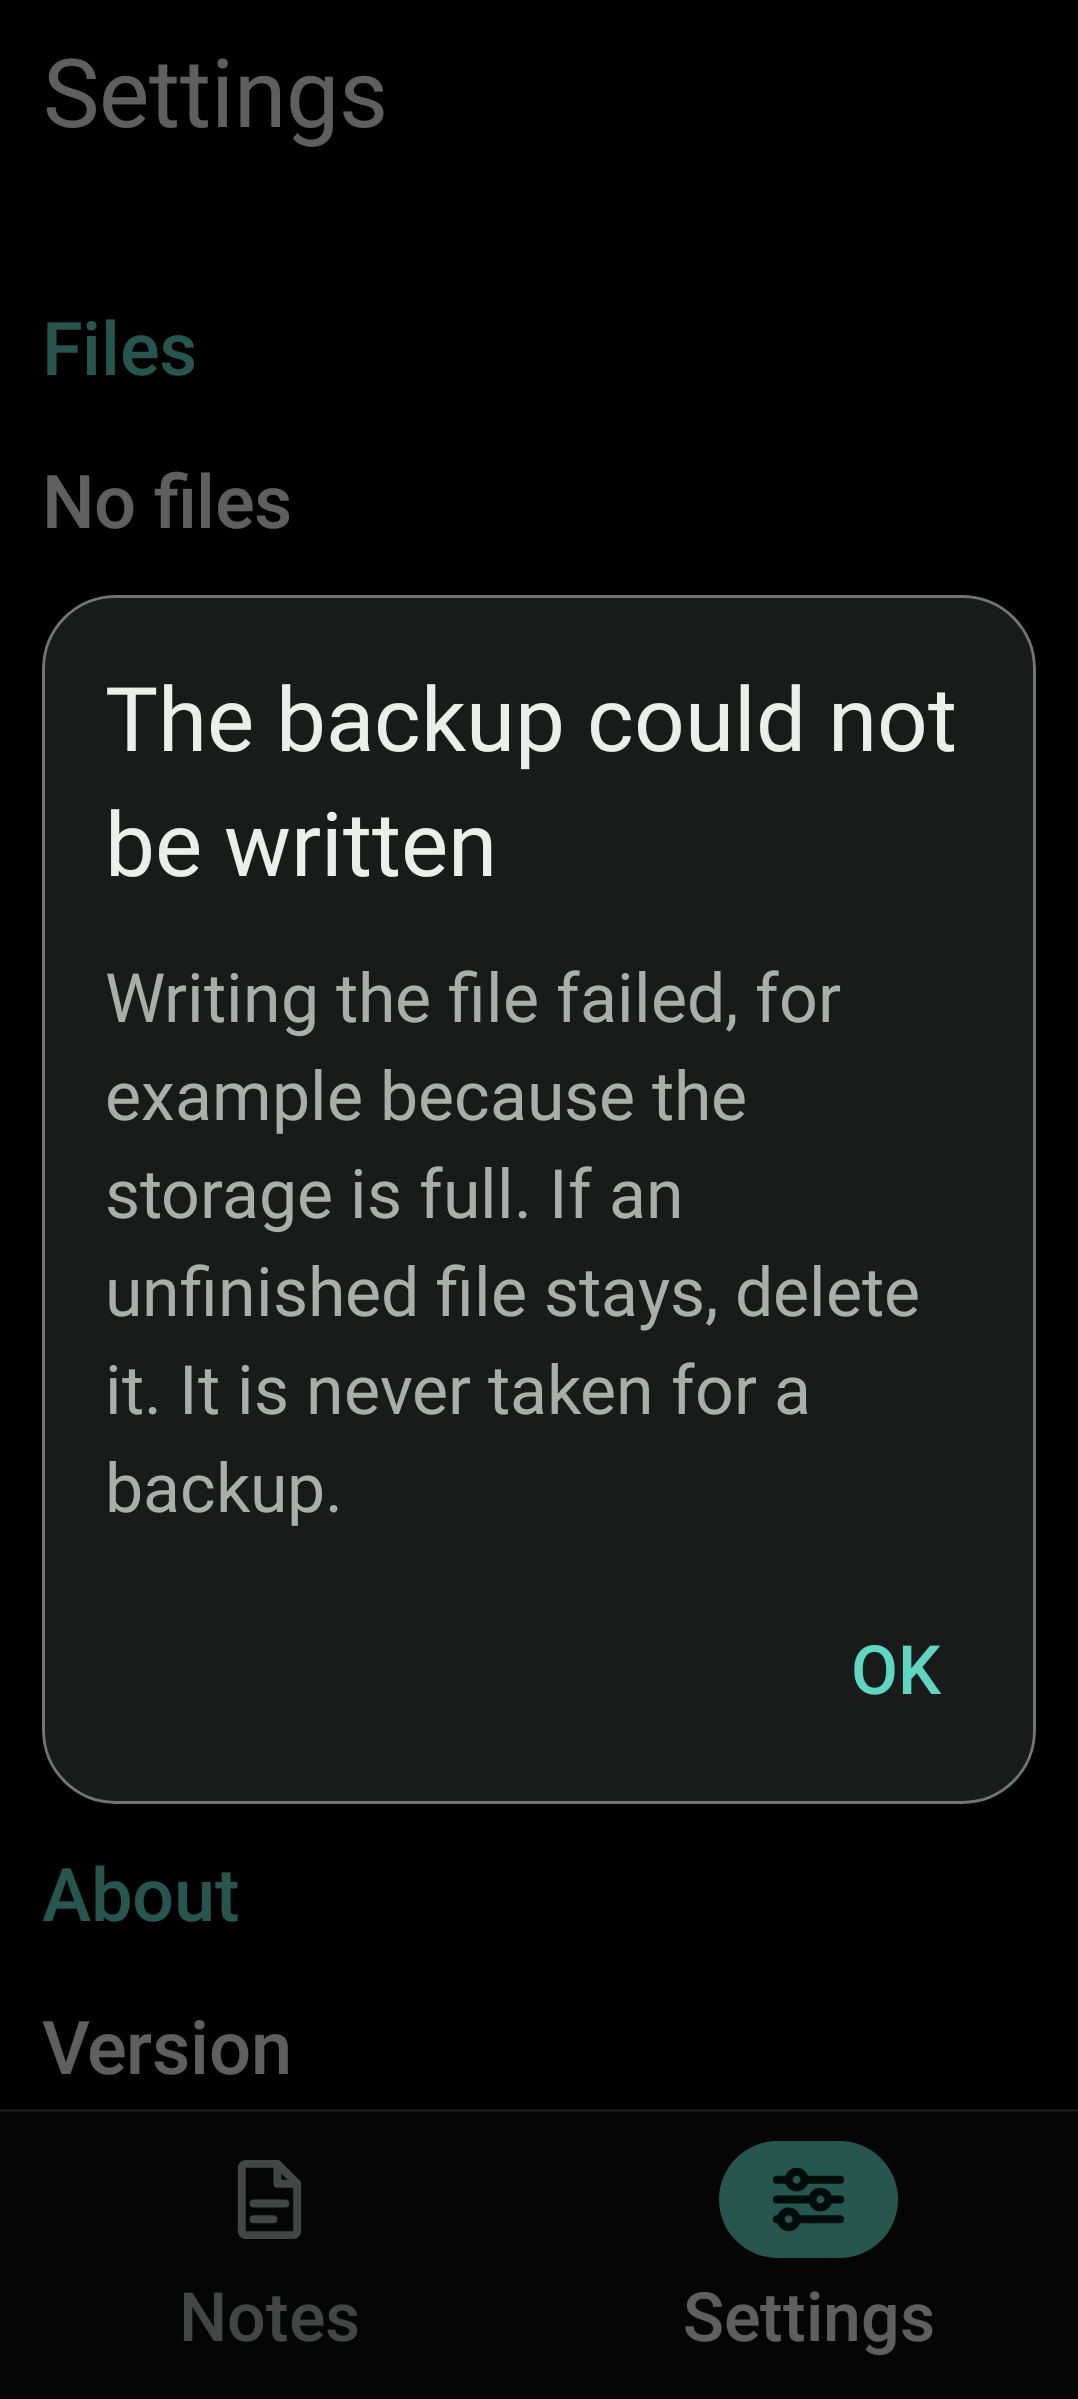 Settings
Files
No files
The backup could not
be written
Writing the file failed, for
example because the
storage is full. If an
unfinished file stays, delete
it. It is never taken for a
backup.
OK
About
Version
Notes
Settings